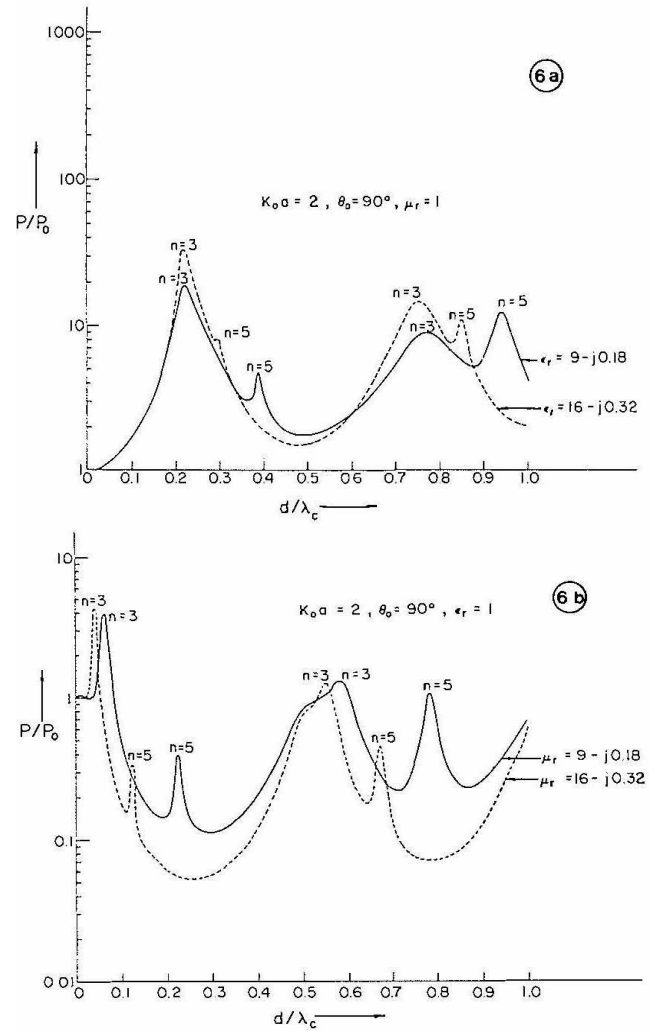 1000
6a
100
P/P₀
K₀a = 2 , θ₀ = 90° , μᵣ = 1
n=3
n=3
n=3
n=5
n=5
n=3
n=5
n=5
10
ϵᵣ = 9 - j0.18
ϵᵣ = 16 - j0.32
1
0 0.1 0.2 0.3 0.4 0.5 0.6 0.7 0.8 0.9 1.0
d/λc
10
6b
n=3
n=3
K₀a = 2 , θ₀ = 90° , ϵᵣ = 1
n=3
n=3
n=5
1
P/P₀
n=5
n=5
n=5
μᵣ = 9 - j0.18
μᵣ = 16 - j0.32
0.1
0 01
0 0.1 0.2 0.3 0.4 0.5 0.6 0.7 0.8 0.9 1.0
d/λc